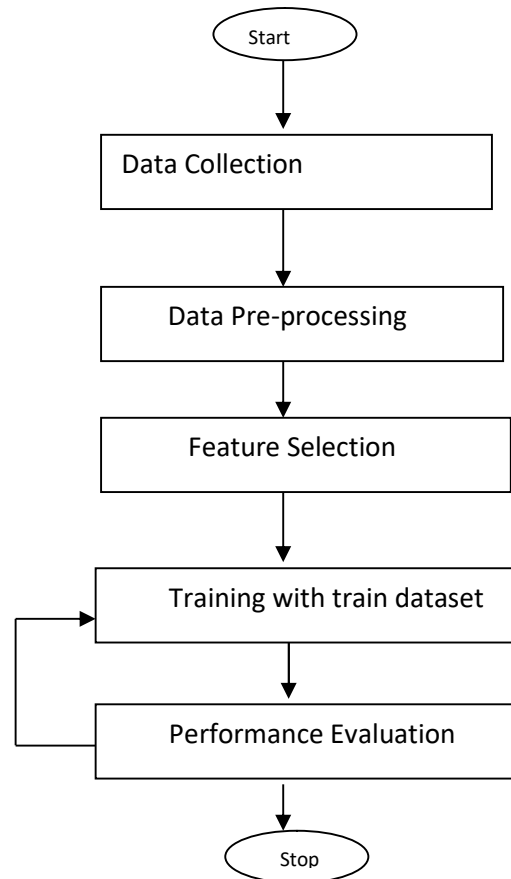 Start
Data Collection
Data Pre-processing
Feature Selection
Training with train dataset
Performance Evaluation
Stop